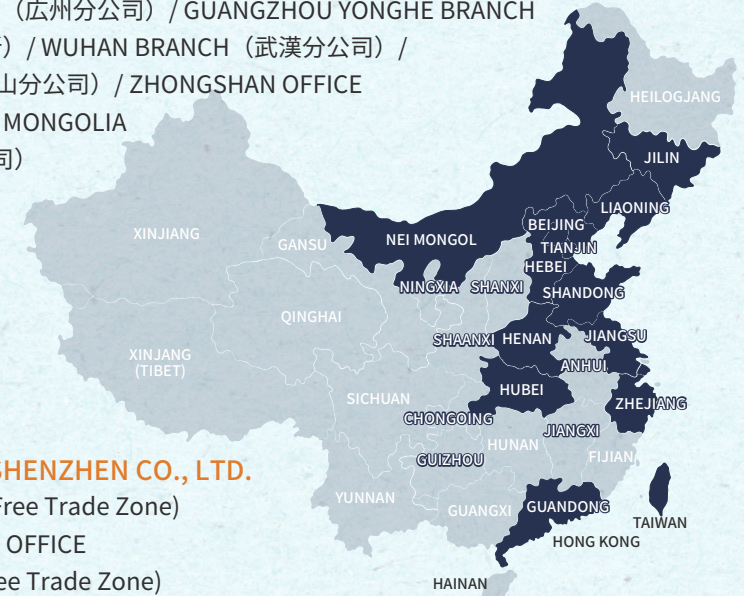 （広州分公司）/ GUANGZHOU YONGHE BRANCH
）/ WUHAN BRANCH（武漢分公司）/
山分公司）/ ZHONGSHAN OFFICE
MONGOLIA
司）
HEILOGJANG
JILIN
LIAONING
XINJIANG
GANSU
NEI MONGOL
BEIJING
TIANJIN
HEBEI
NINGXIA
SHANXI
SHANDONG
QINGHAI
SHAANXI
HENAN
JIANGSU
XINJANG
(TIBET)
ANHUI
SICHUAN
HUBEI
ZHEJIANG
CHONGOING
JIANGXI
HUNAN
GUIZHOU
FIJIAN
SHENZHEN CO., LTD.
YUNNAN
GUANGXI
GUANDONG
Free Trade Zone)
TAIWAN
OFFICE
HONG KONG
ee Trade Zone)
HAINAN